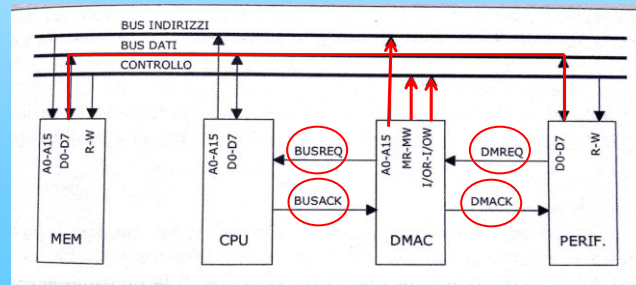 BUS INDIRIZZI
BUS DATI
CONTROLLO
A0-A15
D0-D7
R-W
MEM
A0-A15
D0-D7
CPU
BUSREQ
BUSACK
A0-A15
MR-MW
I/OR-I/OW
DMAC
DMREQ
DMACK
D0-D7
R-W
PERIF.